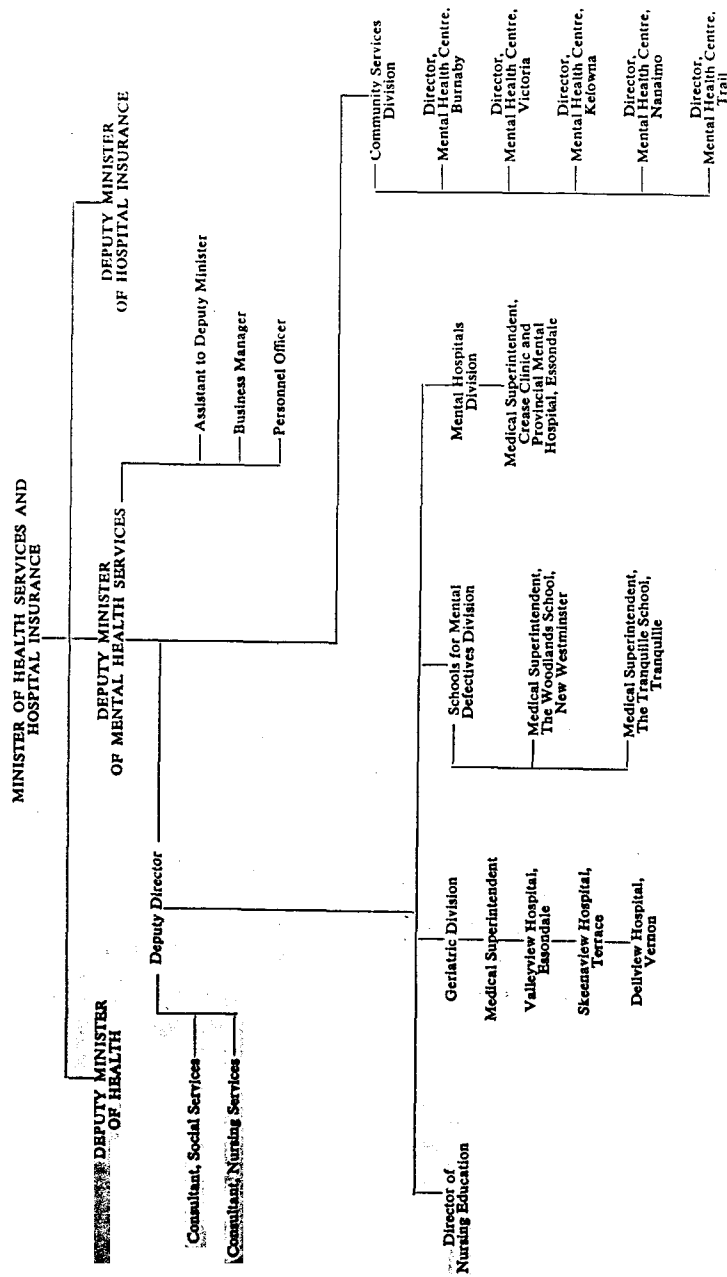 MINISTER OF HEALTH SERVICES AND
HOSPITAL INSURANCE
DEPUTY MINISTER
OF HEALTH
DEPUTY MINISTER
OF MENTAL HEALTH SERVICES
DEPUTY MINISTER
OF HOSPITAL INSURANCE
Assistant to Deputy Minister
Business Manager
Personnel Officer
Deputy Director
Consultant, Social Services
Consultant, Nursing Services
Director of
Nursing Education
Geriatric Division
Medical Superintendent
Valleyview Hospital,
Essondale
Skeenaview Hospital,
Terrace
Dellview Hospital,
Vernon
Schools for Mental
Defectives Division
Medical Superintendent,
The Woodlands School,
New Westminster
Medical Superintendent,
The Tranquille School,
Tranquille
Mental Hospitals
Division
Medical Superintendent,
Crease Clinic and
Provincial Mental
Hospital, Essondale
Community Services
Division
Director,
Mental Health Centre,
Burnaby
Director,
Mental Health Centre,
Victoria
Director,
Mental Health Centre,
Kelowna
Director,
Mental Health Centre,
Nanaimo
Director,
Mental Health Centre,
Trail